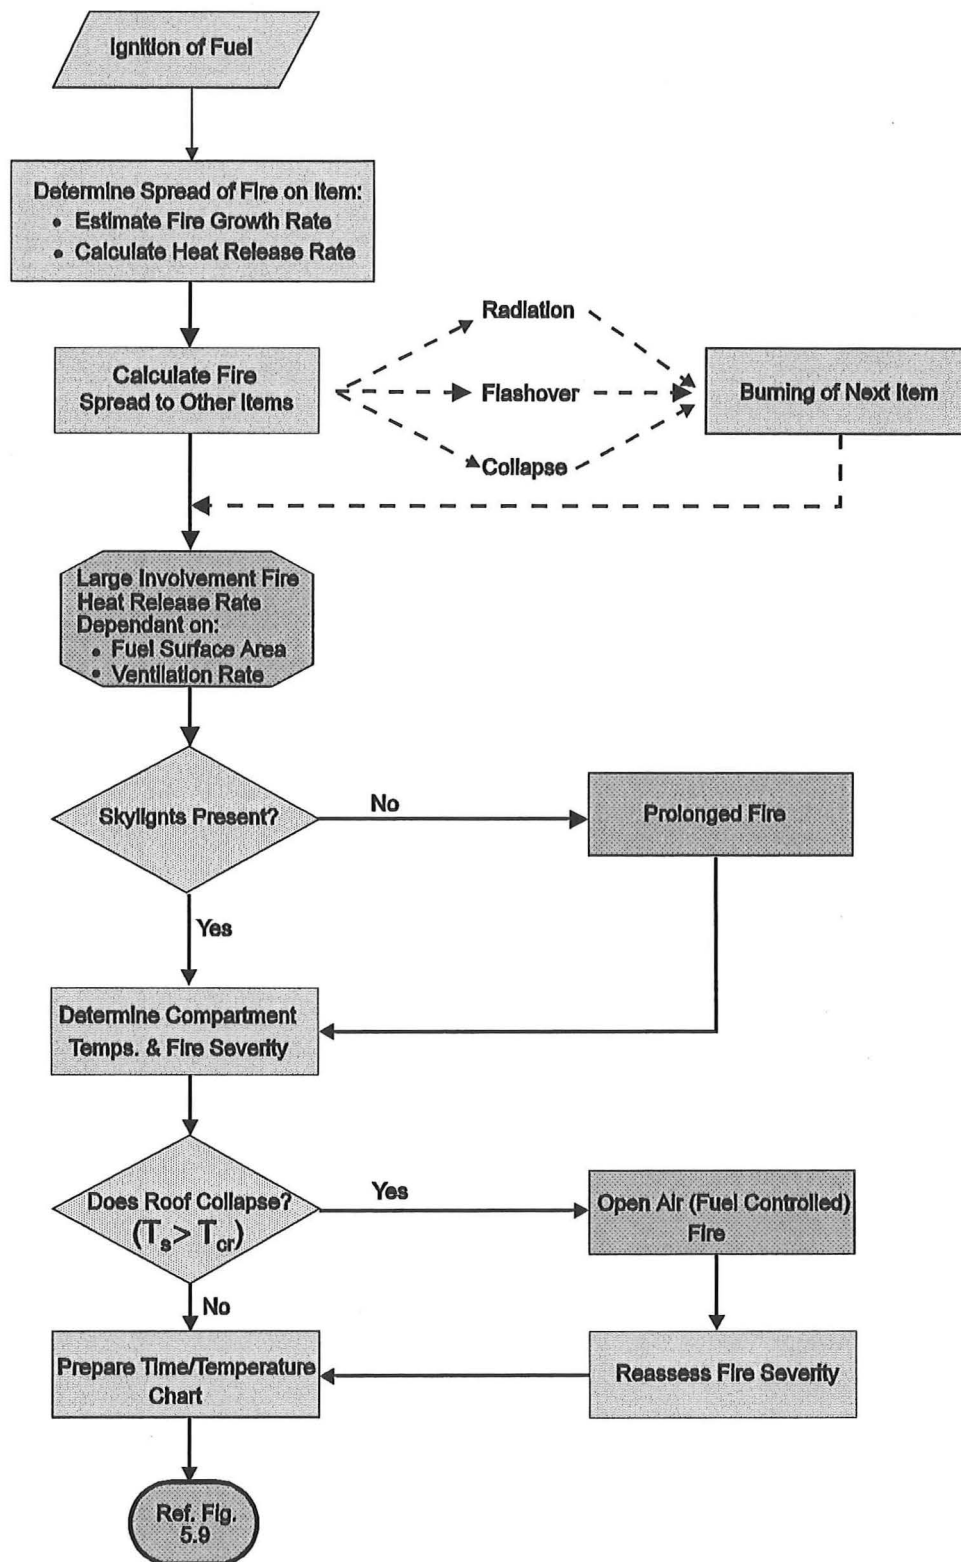 Ignition of Fuel
Determine Spread of Fire on Item:
• Estimate Fire Growth Rate
• Calculate Heat Release Rate
Calculate Fire
Spread to Other Items
Radiation
Flashover
Collapse
Burning of Next Item
Large Involvement Fire
Heat Release Rate
Dependant on:
• Fuel Surface Area
• Ventilation Rate
Skylignts Present?
No
Prolonged Fire
Yes
Determine Compartment
Temps. & Fire Severity
Does Roof Collapse?
(Ts> Tcr)
Yes
Open Air (Fuel Controlled)
Fire
No
Prepare Time/Temperature
Chart
Reassess Fire Severity
Ref. Fig.
5.9